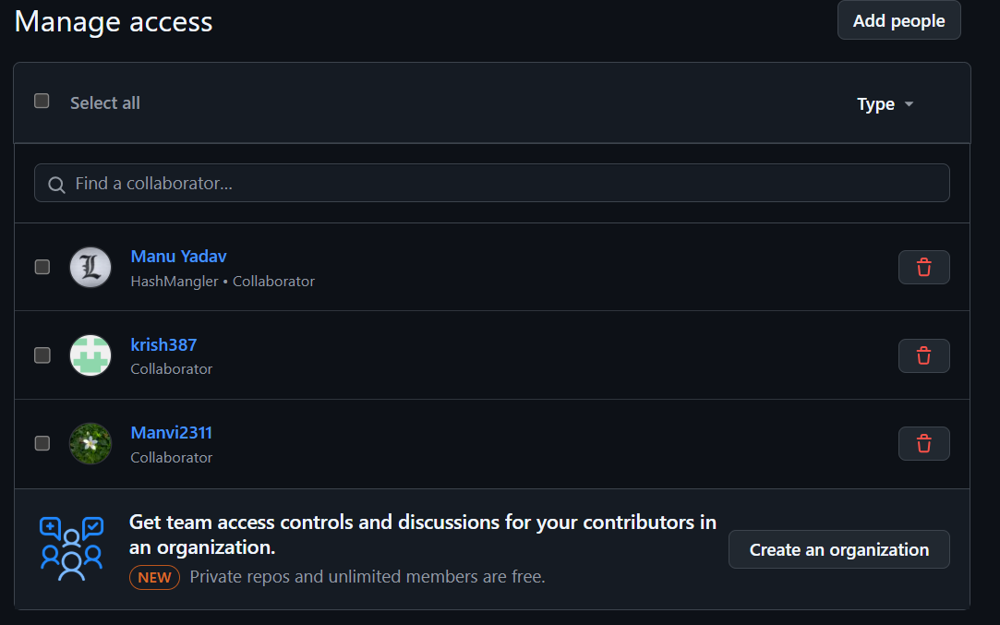 Manage access
Add people
Select all
Type
Find a collaborator...
Manu Yadav
HashMangler • Collaborator
krish387
Collaborator
Manvi2311
Collaborator
Get team access controls and discussions for your contributors in
an organization.
NEW Private repos and unlimited members are free.
Create an organization